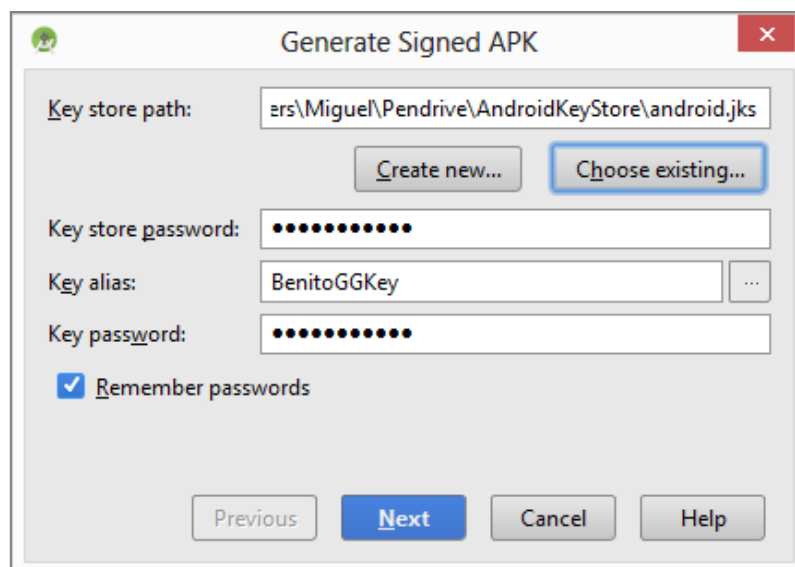 Generate Signed APK
Key store path: ers\Miguel\Pendrive\AndroidKeyStore\android.jks
Create new... Choose existing...
Key store password: •••••••••••
Key alias: BenitoGGKey ...
Key password: •••••••••••
Remember passwords
Previous Next Cancel Help